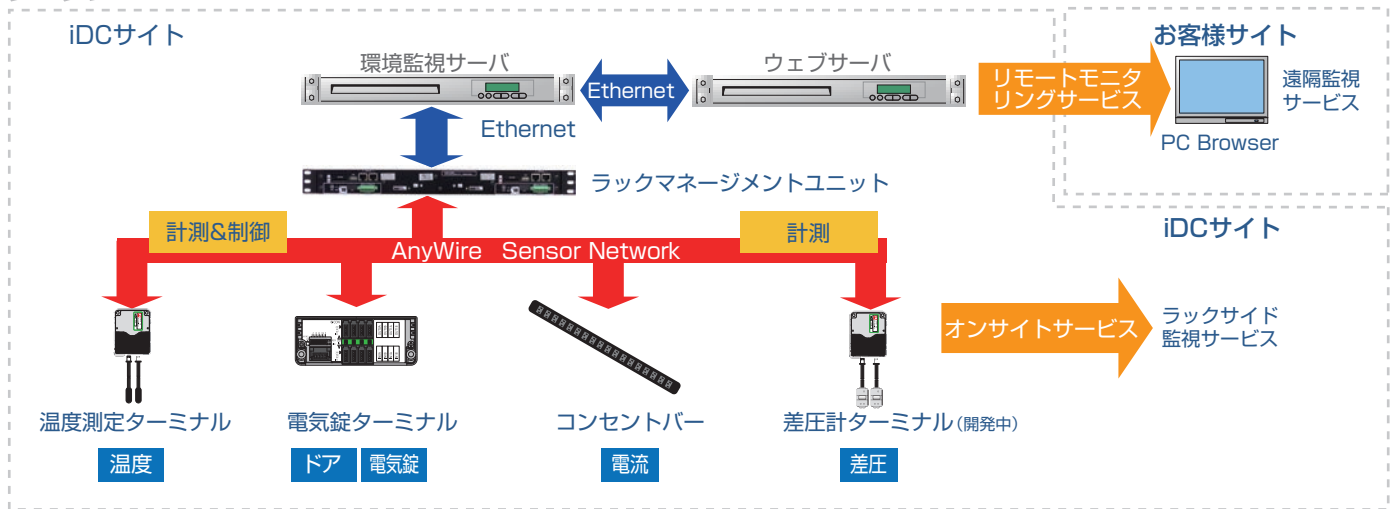 iDCサイト
お客様サイト
環境監視サーバ
ウェブサーバ
Ethernet
リモートモニタ
リングサービス
遠隔監視
サービス
PC Browser
Ethernet
ラックマネージメントユニット
計測&制御
計測
iDCサイト
AnyWire Sensor Network
オンサイトサービス
ラックサイド
監視サービス
温度測定ターミナル
電気錠ターミナル
コンセントバー
差圧計ターミナル(開発中)
温度
ドア
電気錠
電流
差圧